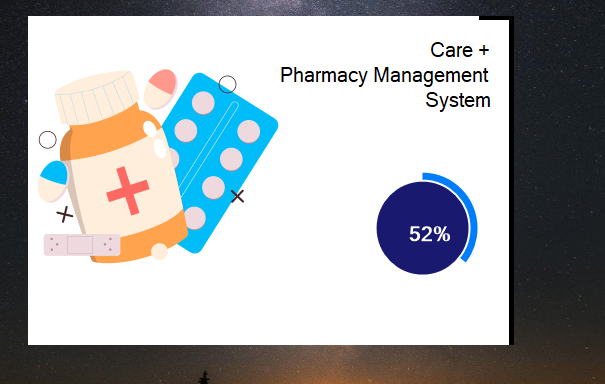 Care +
Pharmacy Management
System
52%